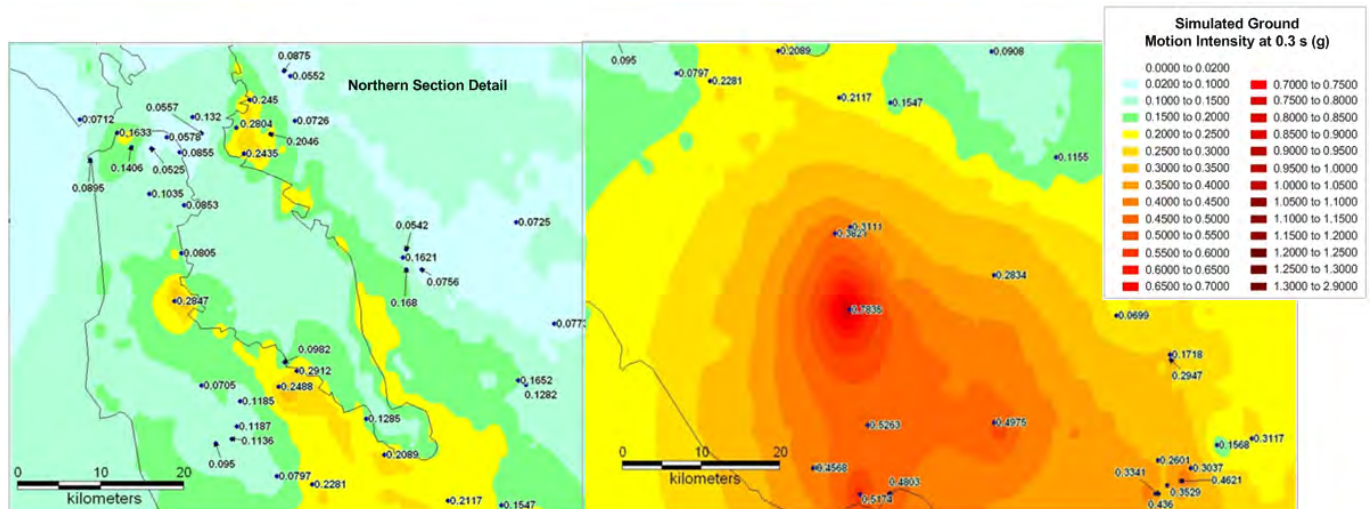 Northern Section Detail
0.0875
0.0552
0.245
0.0557
0.132
0.0712
0.1633
0.0578
0.2804
0.0726
0.2046
0.0855
0.2435
0.1406
0.0525
0.0895
0.1035
0.0853
0.0725
0.0542
0.0805
0.1621
0.0756
0.168
0.2847
0.0773
0.0982
0.2912
0.0705
0.2488
0.1652
0.1282
0.1185
0.1285
0.1187
0.1136
0.095
0.2089
0.0797
0.2281
0.2117
0.1547
0 10 20
kilometers
0.2089
0.0908
0.095
0.0797
0.2281
0.2117
0.1547
0.1155
0.3111
0.3821
0.2834
0.7835
0.0699
0.1718
0.2947
0.5263
0.4975
0.3117
0.1568
0.4568
0.2601
0.3037
0.3341
0.4621
0.3529
0.4803
0.5174
0.436
0 10 20
kilometers
Simulated Ground
Motion Intensity at 0.3 s (g)
0.0000 to 0.0200
0.0200 to 0.1000
0.1000 to 0.1500
0.1500 to 0.2000
0.2000 to 0.2500
0.2500 to 0.3000
0.3000 to 0.3500
0.3500 to 0.4000
0.4000 to 0.4500
0.4500 to 0.5000
0.5000 to 0.5500
0.5500 to 0.6000
0.6000 to 0.6500
0.6500 to 0.7000
0.7000 to 0.7500
0.7500 to 0.8000
0.8000 to 0.8500
0.8500 to 0.9000
0.9000 to 0.9500
0.9500 to 1.0000
1.0000 to 1.0500
1.0500 to 1.1000
1.1000 to 1.1500
1.1500 to 1.2000
1.2000 to 1.2500
1.2500 to 1.3000
1.3000 to 2.9000